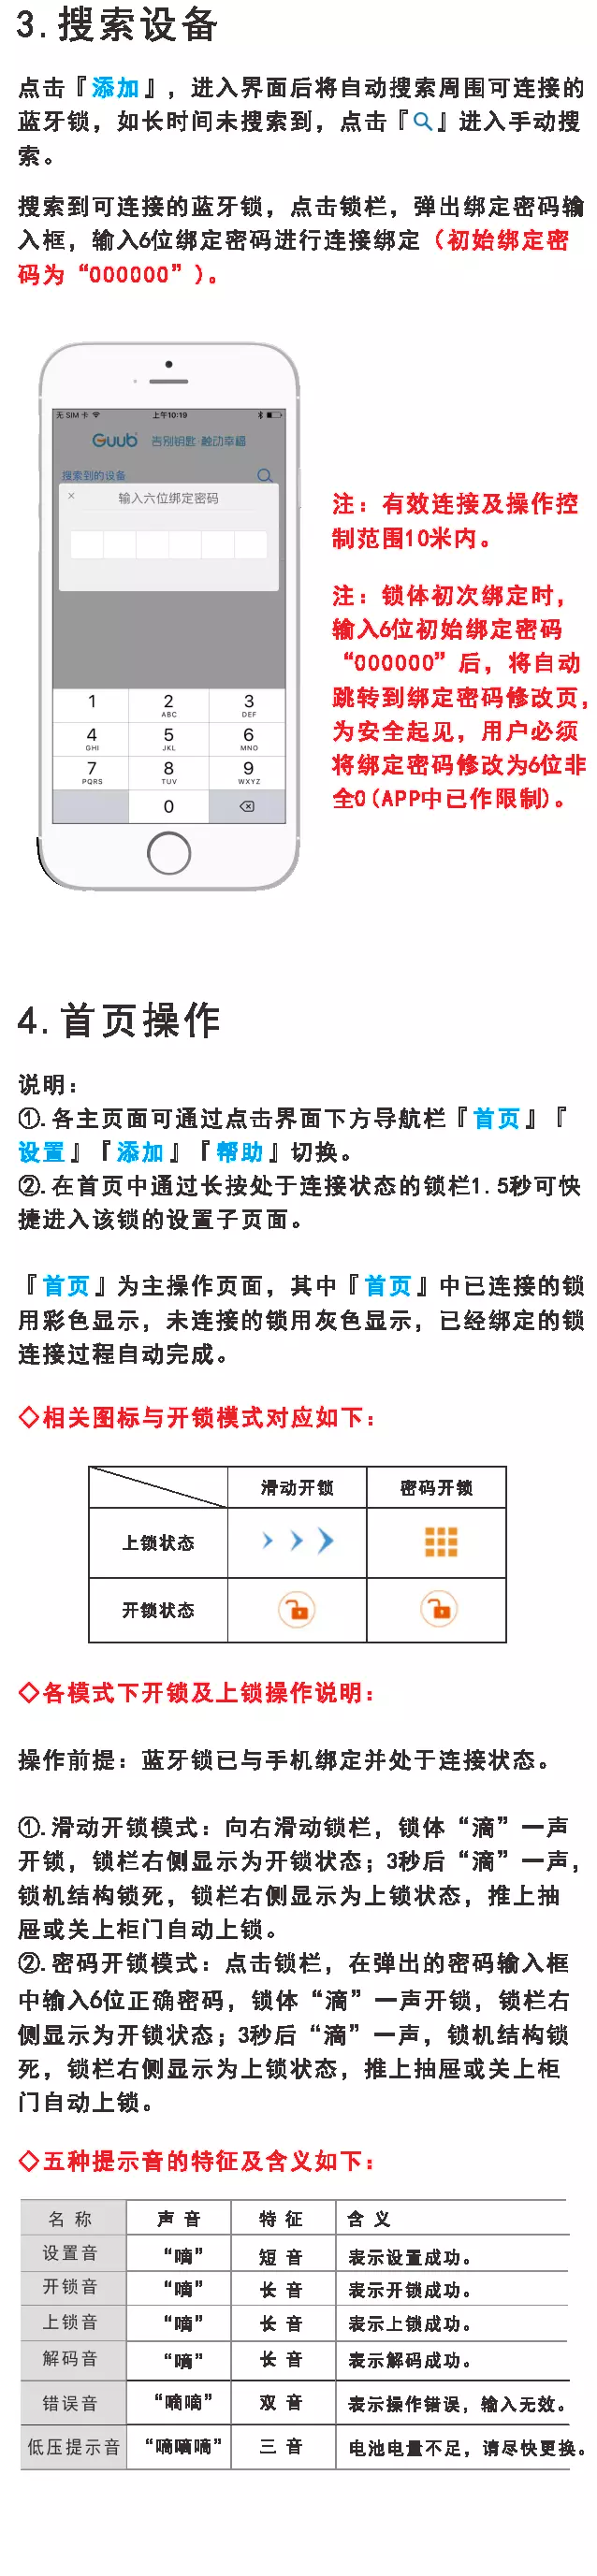 3.搜索设备
点击『添加』，进入界面后将自动搜索周围可连接的
蓝牙锁，如长时间未搜索到，点击『』进入手动搜
索。
搜索到可连接的蓝牙锁，点击锁栏，弹出绑定密码输
入框，输入6位绑定密码进行连接绑定（初始绑定密
码为“000000”)。
无 SIM 卡 上午10:19
Guub 告别钥匙·触动幸福
搜索到的设备
× 输入六位绑定密码
1 2 3
ABC DEF
4 5 6
GHI JKL MNO
7 8 9
PQRS TUV WXYZ
0
注：有效连接及操作控
制范围10米内。
注：锁体初次绑定时，
输入6位初始绑定密码
“000000”后，将自动
跳转到绑定密码修改页，
为安全起见，用户必须
将绑定密码修改为6位非
全0(APP中已作限制)。
4.首页操作
说明：
①.各主页面可通过点击界面下方导航栏『首页』『
设置』『添加』『帮助』切换。
②.在首页中通过长按处于连接状态的锁栏1.5秒可快
捷进入该锁的设置子页面。
『首页』为主操作页面，其中『首页』中已连接的锁
用彩色显示，未连接的锁用灰色显示，已经绑定的锁
连接过程自动完成。
◇相关图标与开锁模式对应如下：
滑动开锁 密码开锁
上锁状态
开锁状态
◇各模式下开锁及上锁操作说明：
操作前提：蓝牙锁已与手机绑定并处于连接状态。
①.滑动开锁模式：向右滑动锁栏，锁体“滴”一声
开锁，锁栏右侧显示为开锁状态；3秒后“滴”一声，
锁机结构锁死，锁栏右侧显示为上锁状态，推上抽
屉或关上柜门自动上锁。
②.密码开锁模式：点击锁栏，在弹出的密码输入框
中输入6位正确密码，锁体“滴”一声开锁，锁栏右
侧显示为开锁状态；3秒后“滴”一声，锁机结构锁
死，锁栏右侧显示为上锁状态，推上抽屉或关上柜
门自动上锁。
◇五种提示音的特征及含义如下：
名 称 声 音 特 征 含 义
设置音 “嘀” 短 音 表示设置成功。
开锁音 “嘀” 长 音 表示开锁成功。
上锁音 “嘀” 长 音 表示上锁成功。
解码音 “嘀” 长 音 表示解码成功。
错误音 “嘀嘀” 双 音 表示操作错误，输入无效。
低压提示音 “嘀嘀嘀” 三 音 电池电量不足，请尽快更换。